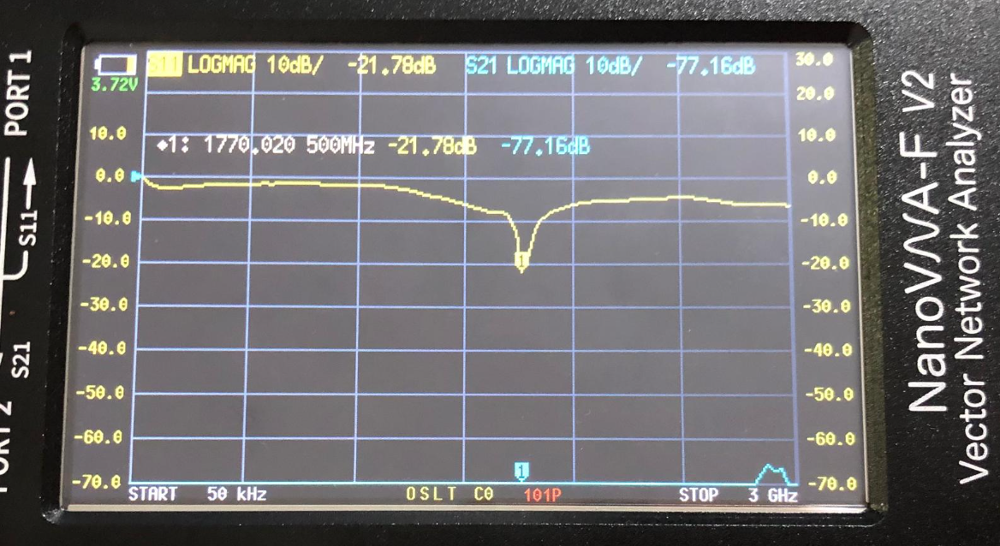 S11 LOGMAG 10dB/ -21.78dB S21 LOGMAG 10dB/ -77.16dB
3.72V
◆1: 1770.020 500MHz -21.78dB -77.16dB
10.0
0.0
-10.0
-20.0
-30.0
-40.0
-50.0
-60.0
-70.0
30.0
20.0
10.0
0.0
-10.0
-20.0
-30.0
-40.0
-50.0
-60.0
-70.0
1
1
START 50 kHz OSLT C0 101P STOP 3 GHz
PORT 1
S11
S21
PORT 2
NanoVNA-F V2
Vector Network Analyzer